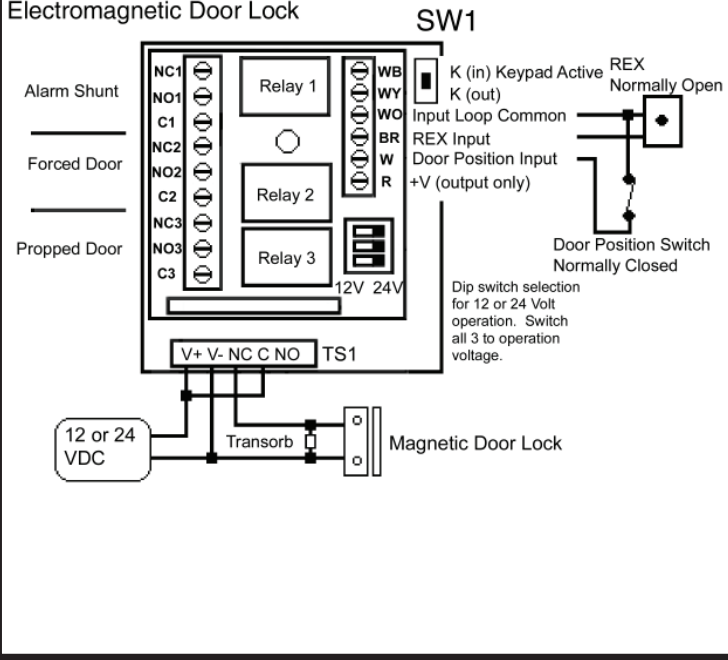 Electromagnetic Door Lock
SW1
Alarm Shunt
Forced Door
Propped Door
NC1
NO1
C1
NC2
NO2
C2
NC3
NO3
C3
Relay 1
Relay 2
Relay 3
WB
WY
WO
BR
W
R
12V 24V
K (in) Keypad Active
K (out)
Input Loop Common
REX Input
Door Position Input
+V (output only)
REX
Normally Open
Door Position Switch
Normally Closed
Dip switch selection
for 12 or 24 Volt
operation. Switch
all 3 to operation
voltage.
V+ V- NC C NO
TS1
12 or 24
VDC
Transorb
Magnetic Door Lock